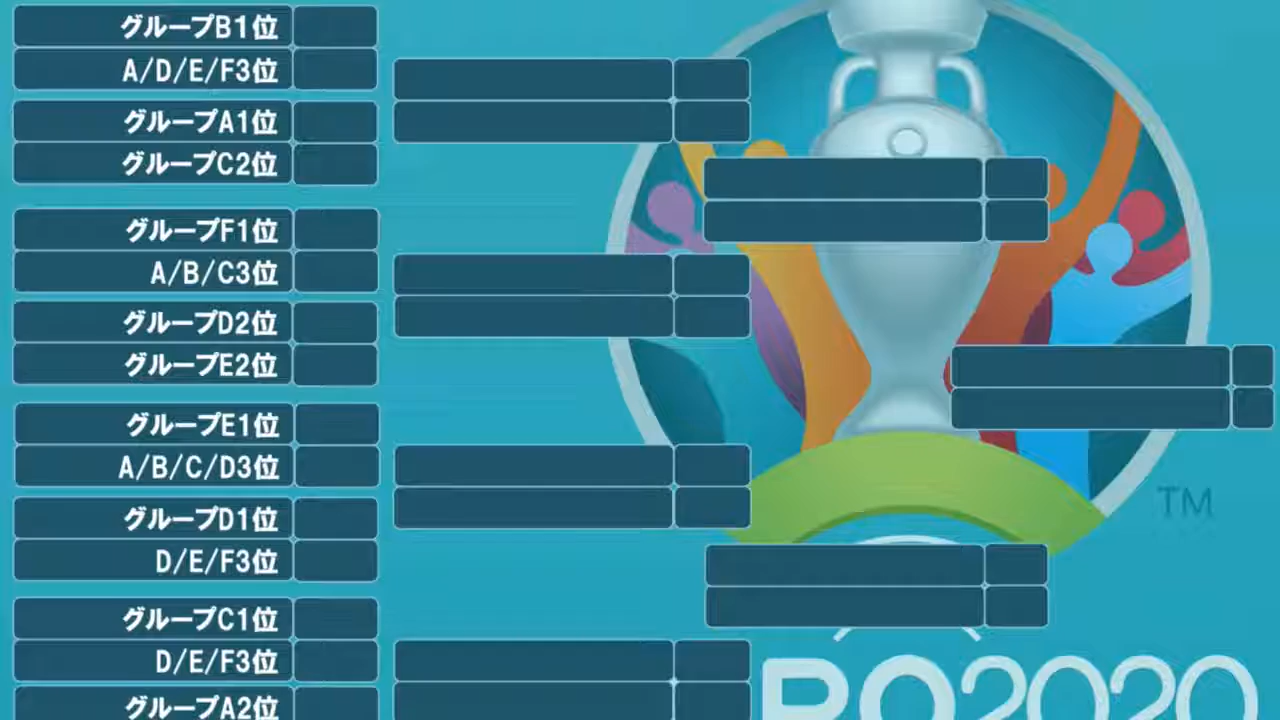 グループB1位
A/D/E/F3位
グループA1位
グループC2位
グループF1位
A/B/C3位
グループD2位
グループE2位
グループE1位
A/B/C/D3位
グループD1位
D/E/F3位
グループC1位
D/E/F3位
グループA2位
TM
RO2020